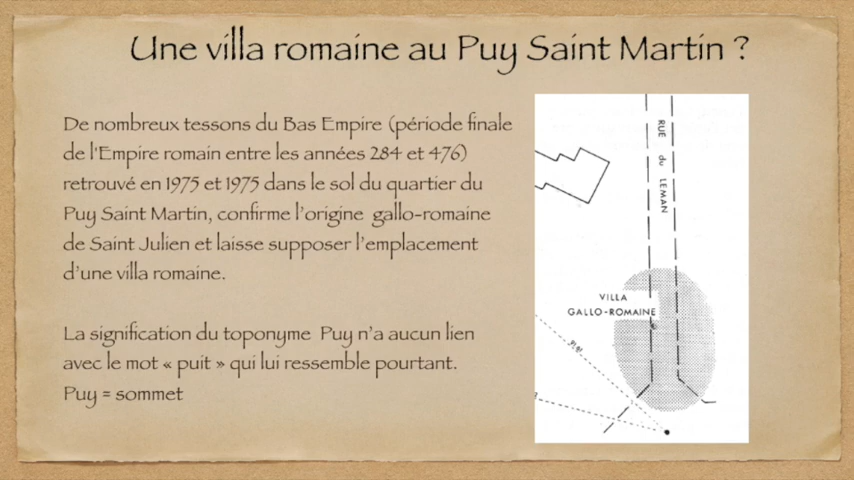 Une villa romaine au Puy Saint Martin ?
De nombreux tessons du Bas Empire (période finale
de l'Empire romain entre les années 284 et 476)
retrouvé en 1975 et 1975 dans le sol du quartier du
Puy Saint Martin, confirme l'origine gallo-romaine
de Saint Julien et laisse supposer l'emplacement
d'une villa romaine.
La signification du toponyme Puy n'a aucun lien
avec le mot « puit » qui lui ressemble pourtant.
Puy = sommet
RUE du LEMAN
VILLA
GALLO-ROMAINE